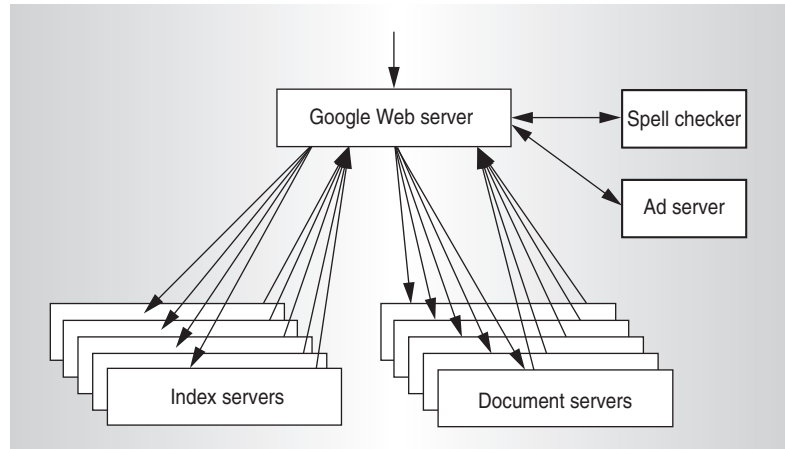 Google Web server
Spell checker
Ad server
Index servers
Document servers